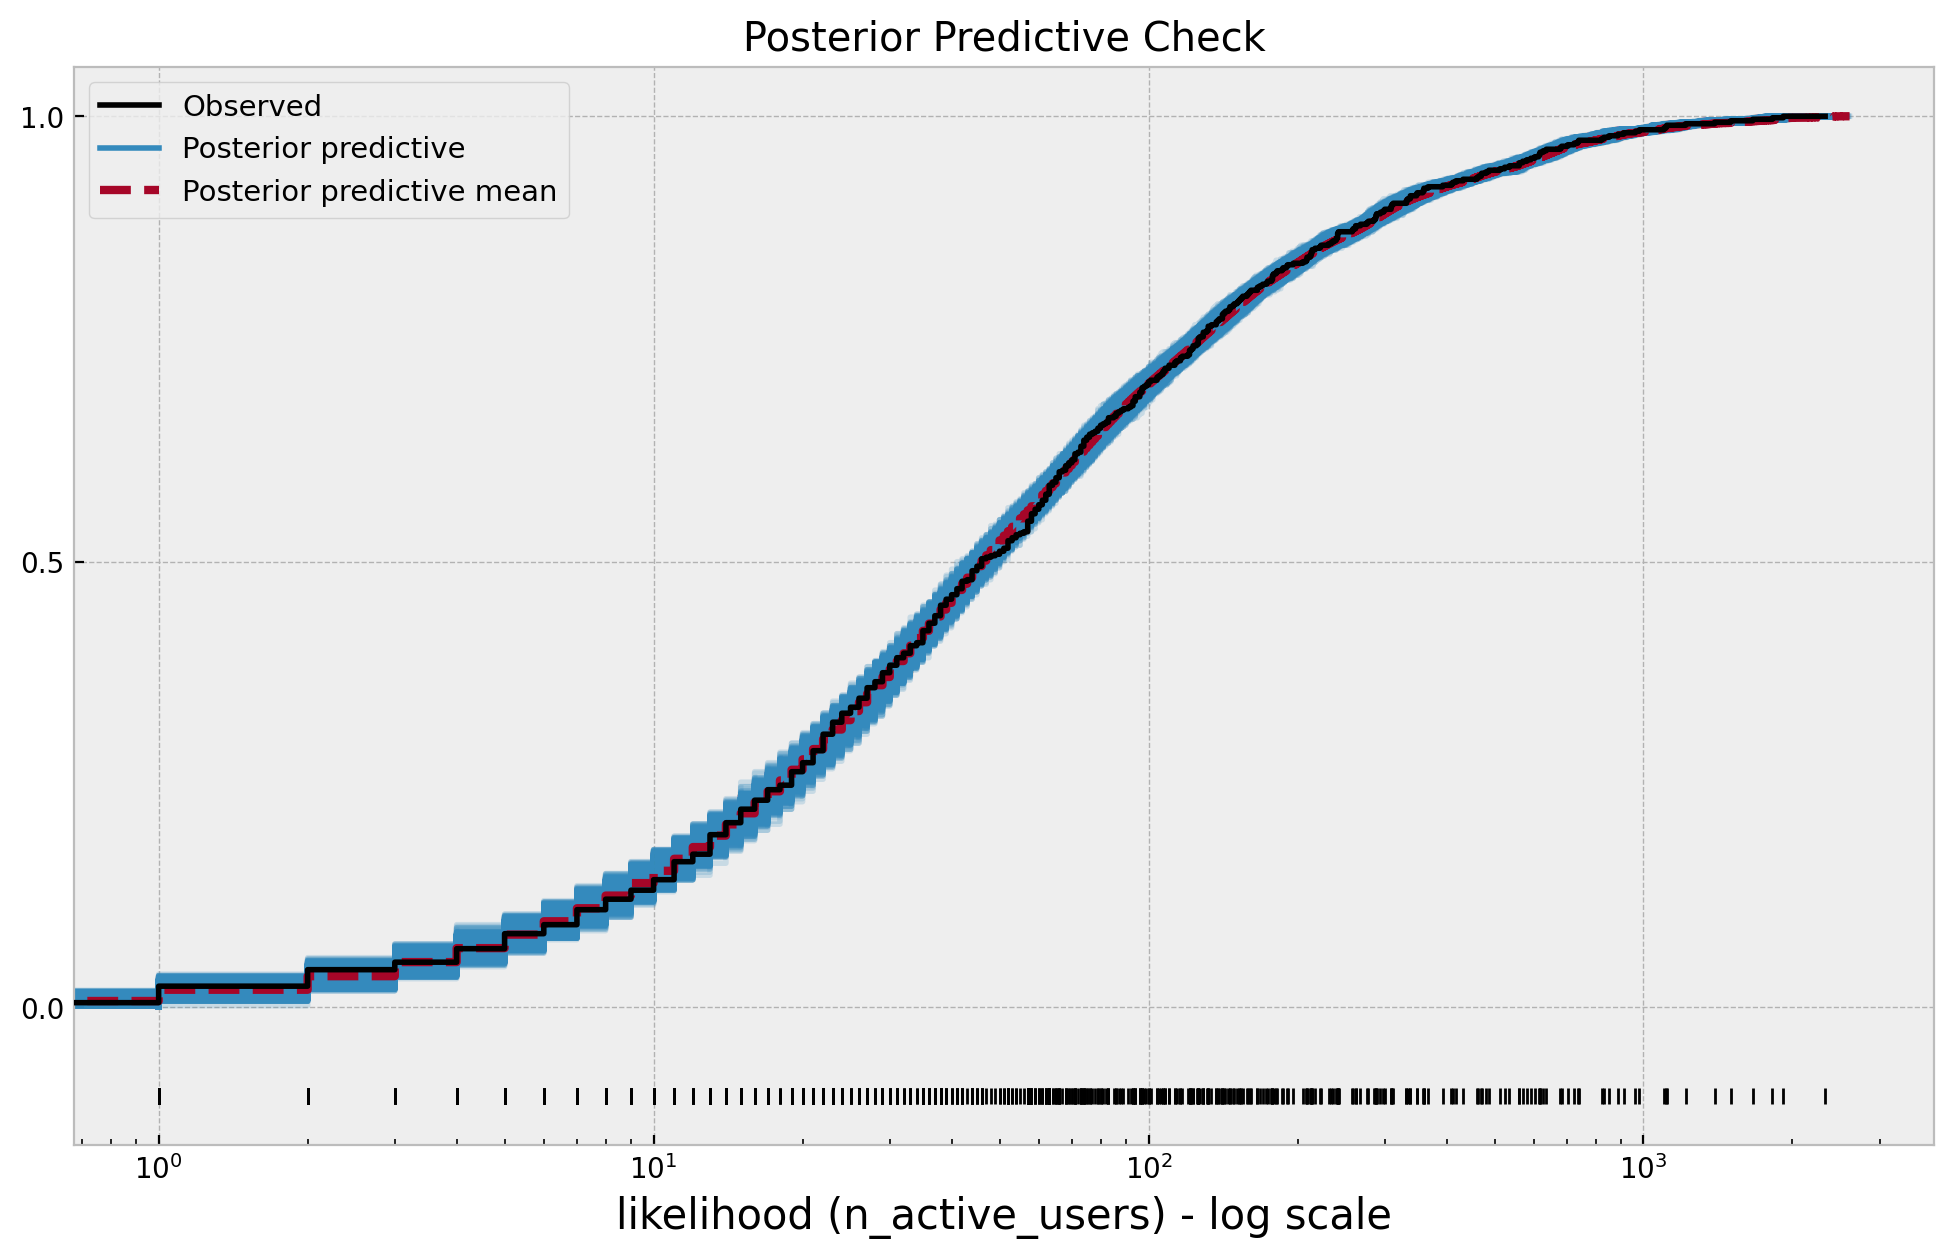 Posterior Predictive Check
Observed
Posterior predictive
Posterior predictive mean
1.0
0.5
0.0
10⁰
10¹
10²
10³
likelihood (n_active_users) - log scale